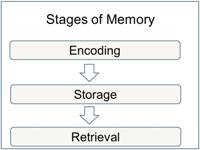 Stages of Memory
Encoding
Storage
Retrieval